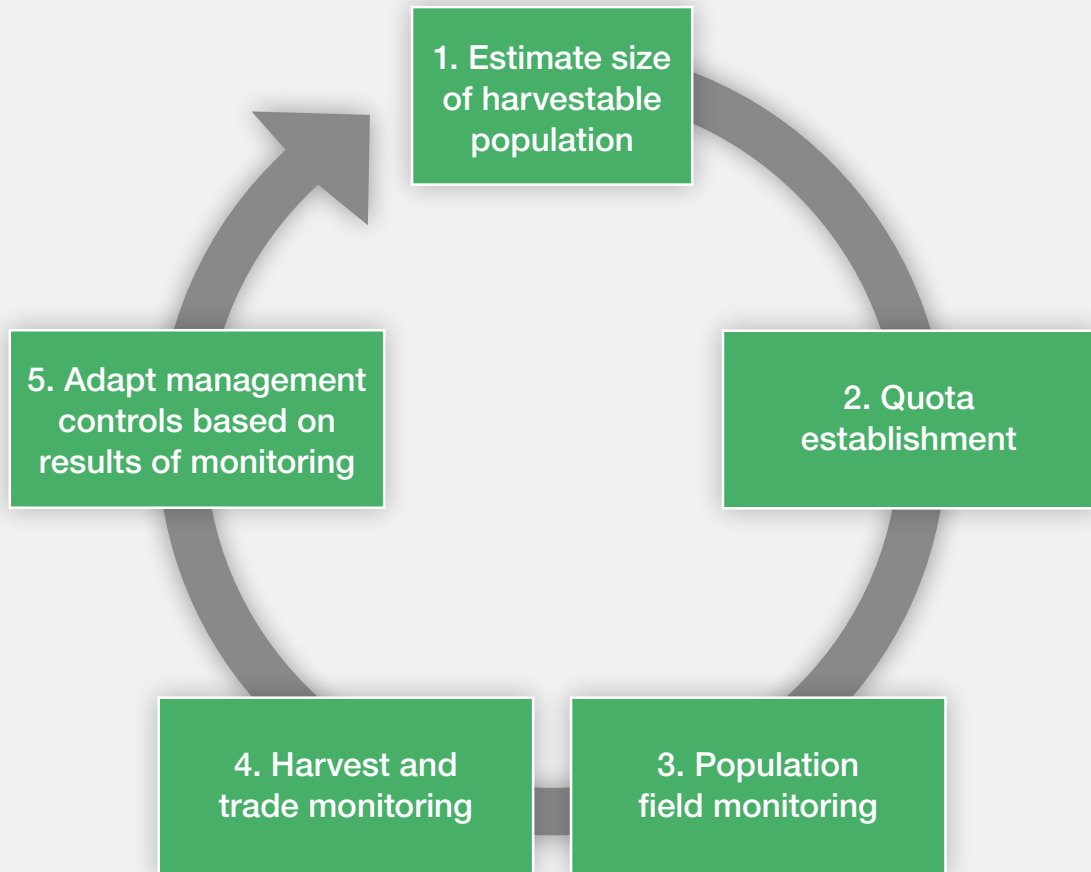 1. Estimate size
of harvestable
population
2. Quota
establishment
3. Population
field monitoring
4. Harvest and
trade monitoring
5. Adapt management
controls based on
results of monitoring